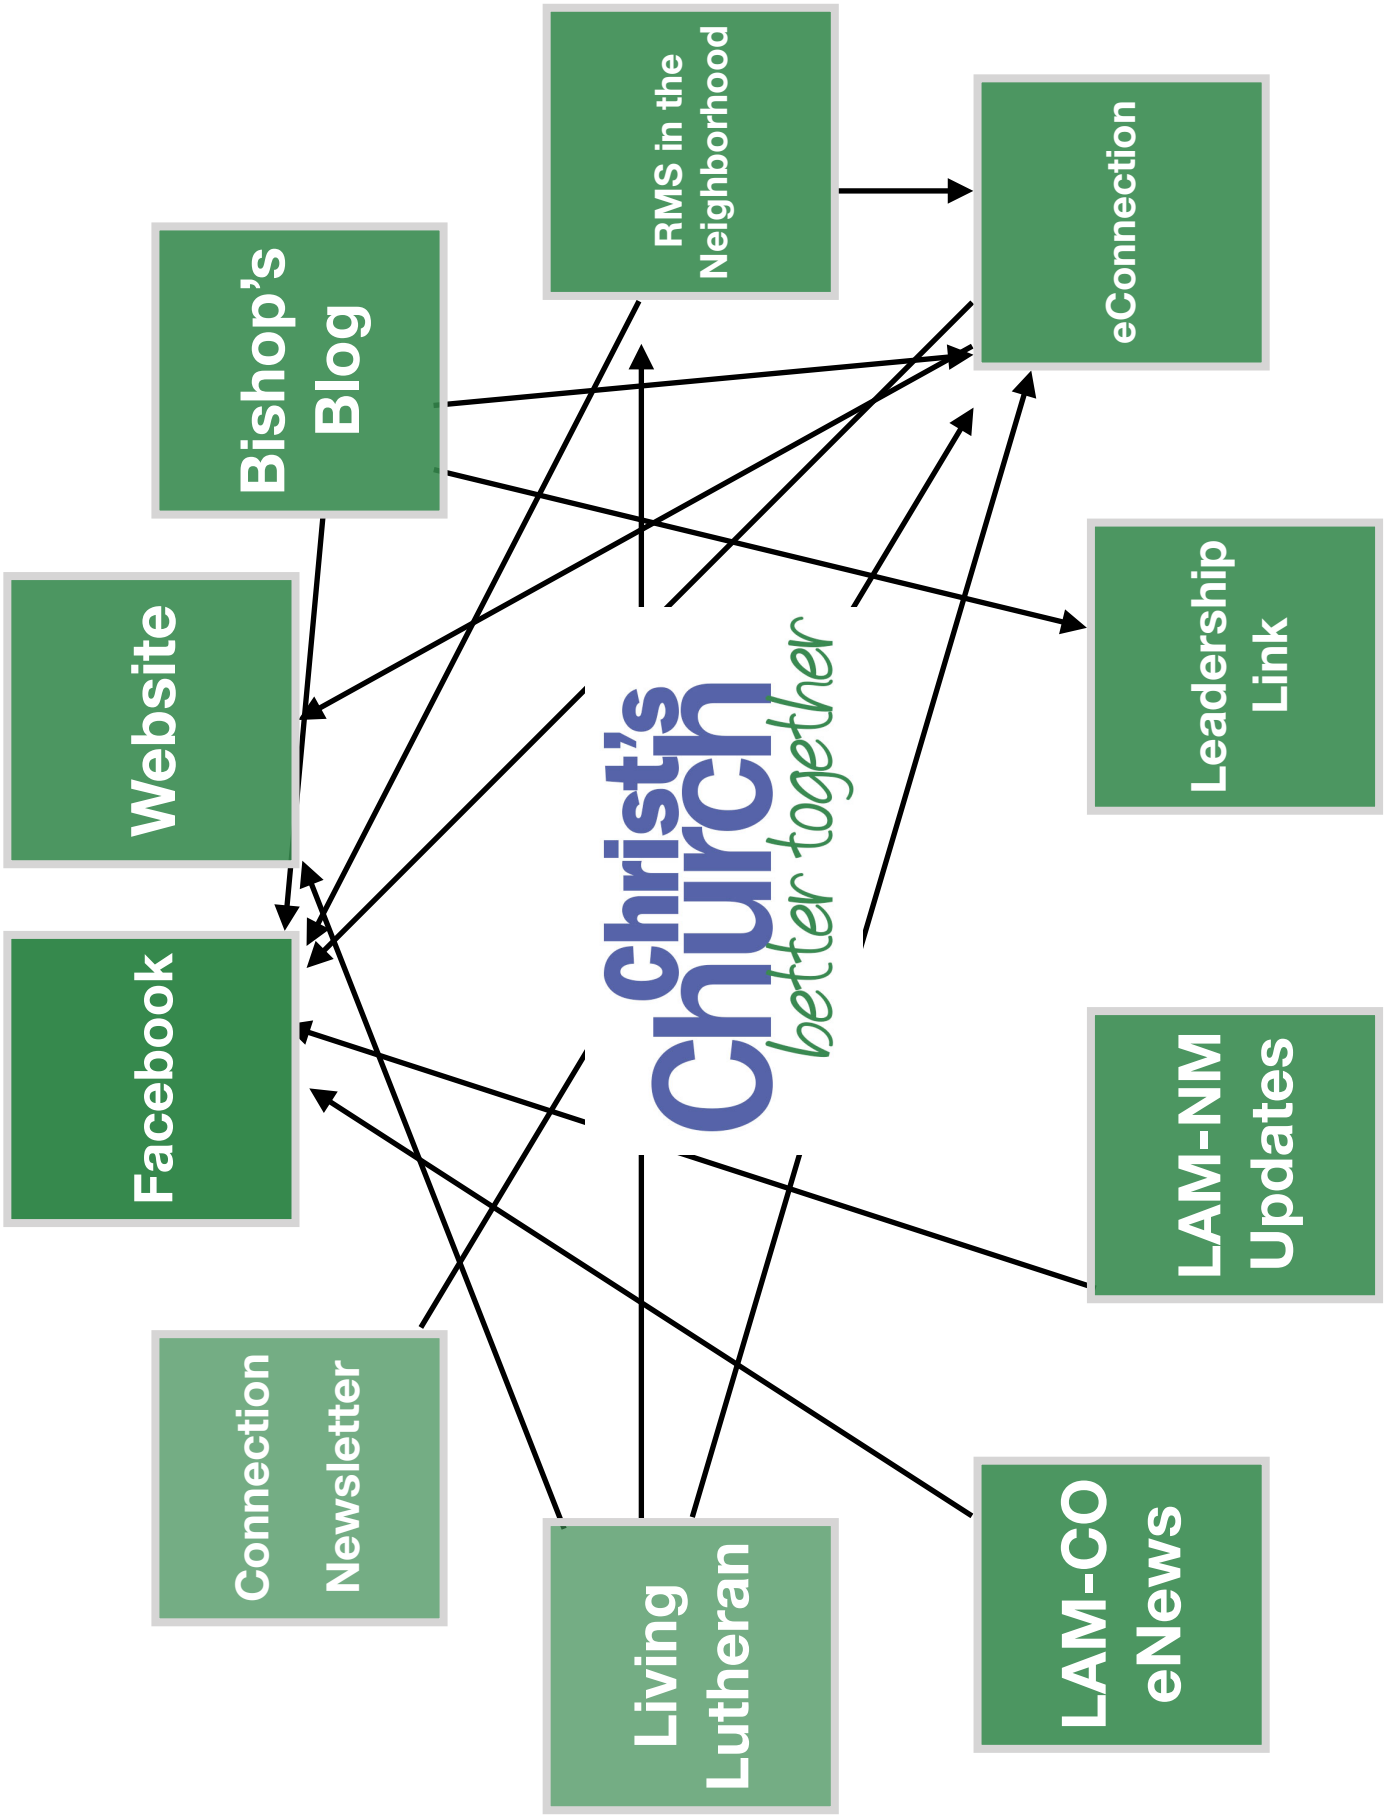 Facebook
Website
Connection
Newsletter
Bishop’s
Blog
Living
Lutheran
Christ’s
Church
better together
RMS in the
Neighborhood
LAM-CO
eNews
eConnection
LAM-NM
Updates
Leadership
Link